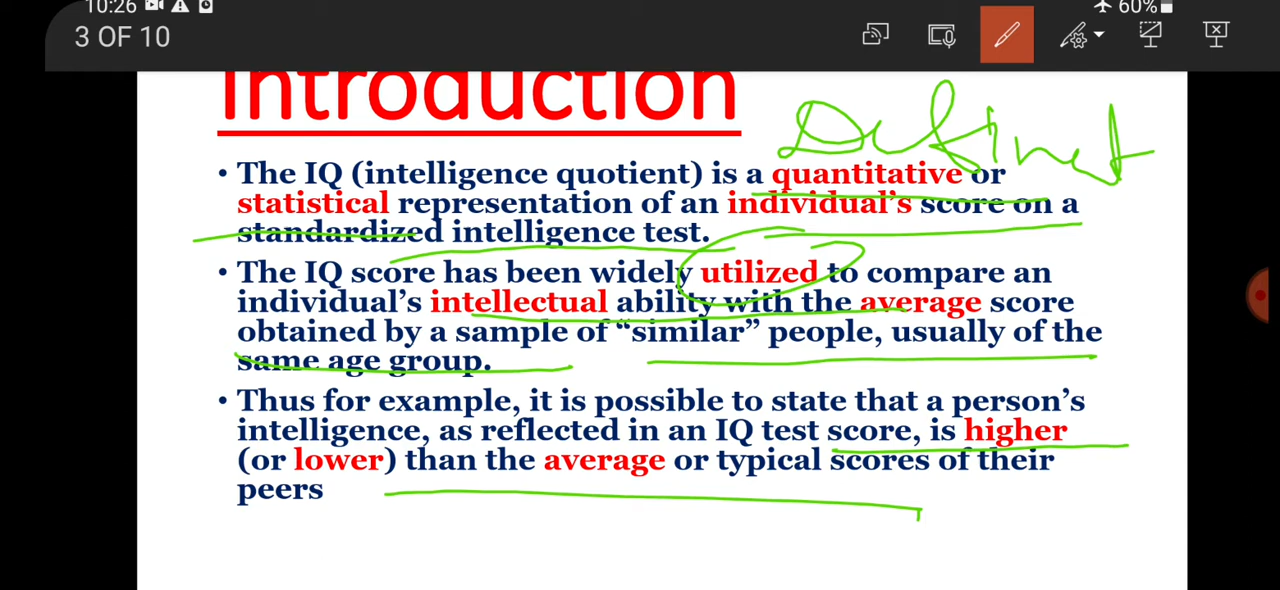 10:26
60%
3 OF 10
Introduction
• The IQ (intelligence quotient) is a quantitative or
statistical representation of an individual's score on a
standardized intelligence test.
• The IQ score has been widely utilized to compare an
individual's intellectual ability with the average score
obtained by a sample of “similar” people, usually of the
same age group.
• Thus for example, it is possible to state that a person's
intelligence, as reflected in an IQ test score, is higher
(or lower) than the average or typical scores of their
peers